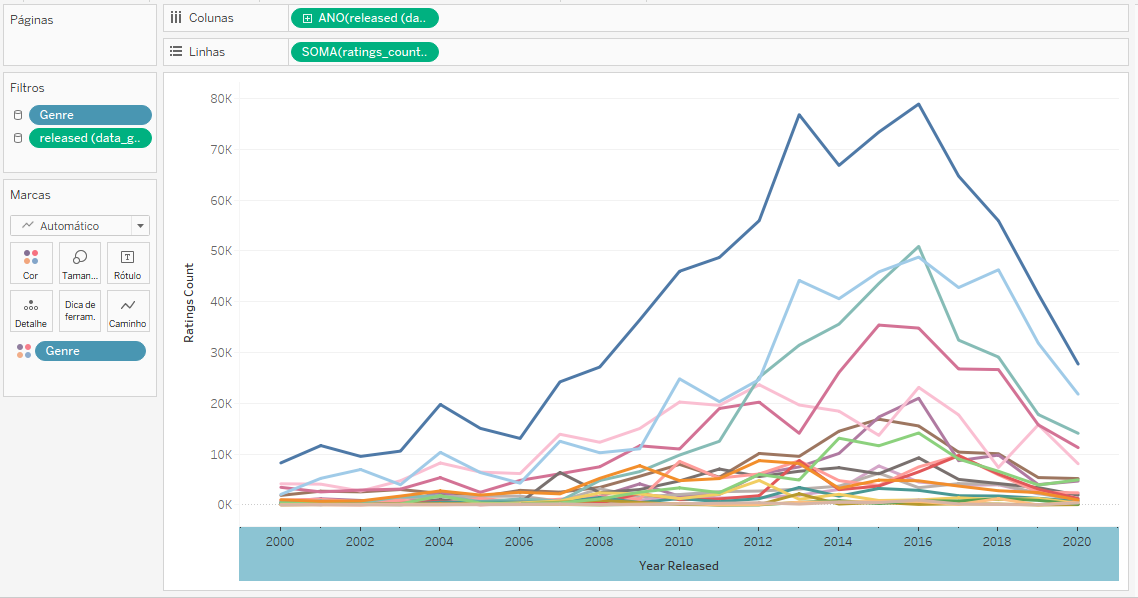 Páginas
Colunas
ANO(released (da..
Linhas
SOMA(ratings_count..
Filtros
Genre
released (data_g..
Marcas
Automático
Cor
Taman...
Rótulo
Detalhe
Dica de
ferram.
Caminho
Genre
80K
70K
60K
50K
40K
30K
20K
10K
0K
Ratings Count
2000
2002
2004
2006
2008
2010
2012
2014
2016
2018
2020
Year Released